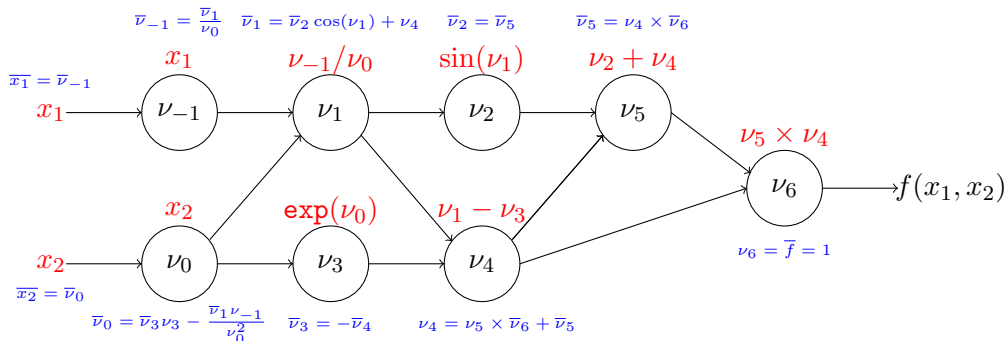 ν̅₋₁ = ν̅₁/ν₀
ν̅₁ = ν̅₂ cos(ν₁) + ν₄
ν̅₂ = ν̅₅
ν̅₅ = ν₄ × ν̅₆
x₁
ν₋₁/ν₀
sin(ν₁)
ν₂ + ν₄
x̅₁ = ν̅₋₁
x₁
ν₋₁
ν₁
ν₂
ν₅
ν₅ × ν₄
ν₆
f(x₁, x₂)
ν₆ = f̅ = 1
x₂
exp(ν₀)
ν₁ − ν₃
x₂
ν₀
ν₃
ν₄
x̅₂ = ν̅₀
ν̅₀ = ν̅₃ν₃ − ν̅₁ν₋₁/ν₀²
ν̅₃ = −ν̅₄
ν₄ = ν₅ × ν̅₆ + ν̅₅